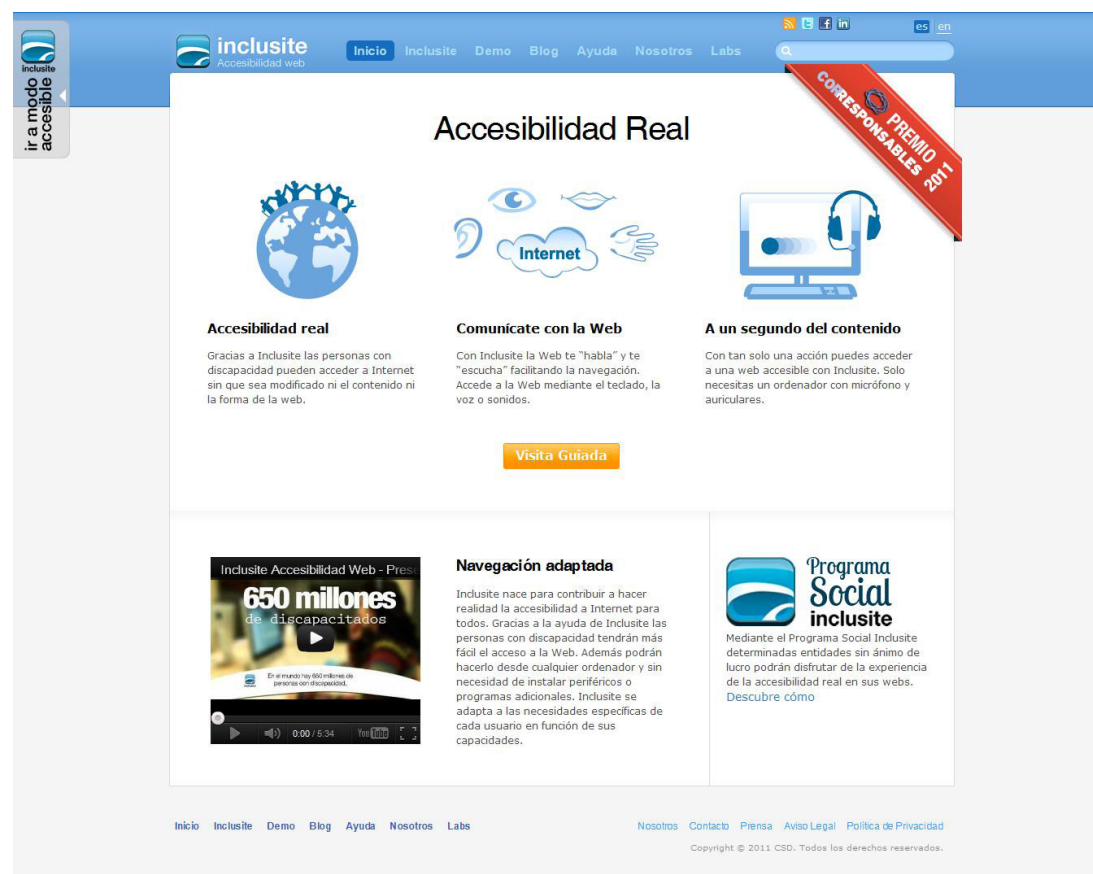 inclusite
ir a modo
accesible
inclusite
Accesibilidad web
Inicio Inclusite Demo Blog Ayuda Nosotros Labs
es en
CORRESPONSABLES
PREMIO
2011
Accesibilidad Real
Internet
Accesibilidad real
Gracias a Inclusite las personas con
discapacidad pueden acceder a Internet
sin que sea modificado ni el contenido ni
la forma de la web.
Comunícate con la Web
Con Inclusite la Web te "habla" y te
"escucha" facilitando la navegación.
Accede a la Web mediante el teclado, la
voz o sonidos.
A un segundo del contenido
Con tan solo una acción puedes acceder
a una web accesible con Inclusite. Solo
necesitas un ordenador con micrófono y
auriculares.
Visita Guiada
Inclusite Accesibilidad Web - Prese
650 millones
de discapacitados
En el mundo hay 650 millones de
personas con discapacidad.
0:00 / 5:34 YouTube
Navegación adaptada
Inclusite nace para contribuir a hacer
realidad la accesibilidad a Internet para
todos. Gracias a la ayuda de Inclusite las
personas con discapacidad tendrán más
fácil el acceso a la Web. Además podrán
hacerlo desde cualquier ordenador y sin
necesidad de instalar periféricos o
programas adicionales. Inclusite se
adapta a las necesidades específicas de
cada usuario en función de sus
capacidades.
Programa
Social
inclusite
Mediante el Programa Social Inclusite
determinadas entidades sin ánimo de
lucro podrán disfrutar de la experiencia
de la accesibilidad real en sus webs.
Descubre cómo
Inicio Inclusite Demo Blog Ayuda Nosotros Labs
Nosotros Contacto Prensa Aviso Legal Política de Privacidad
Copyright © 2011 CSD. Todos los derechos reservados.